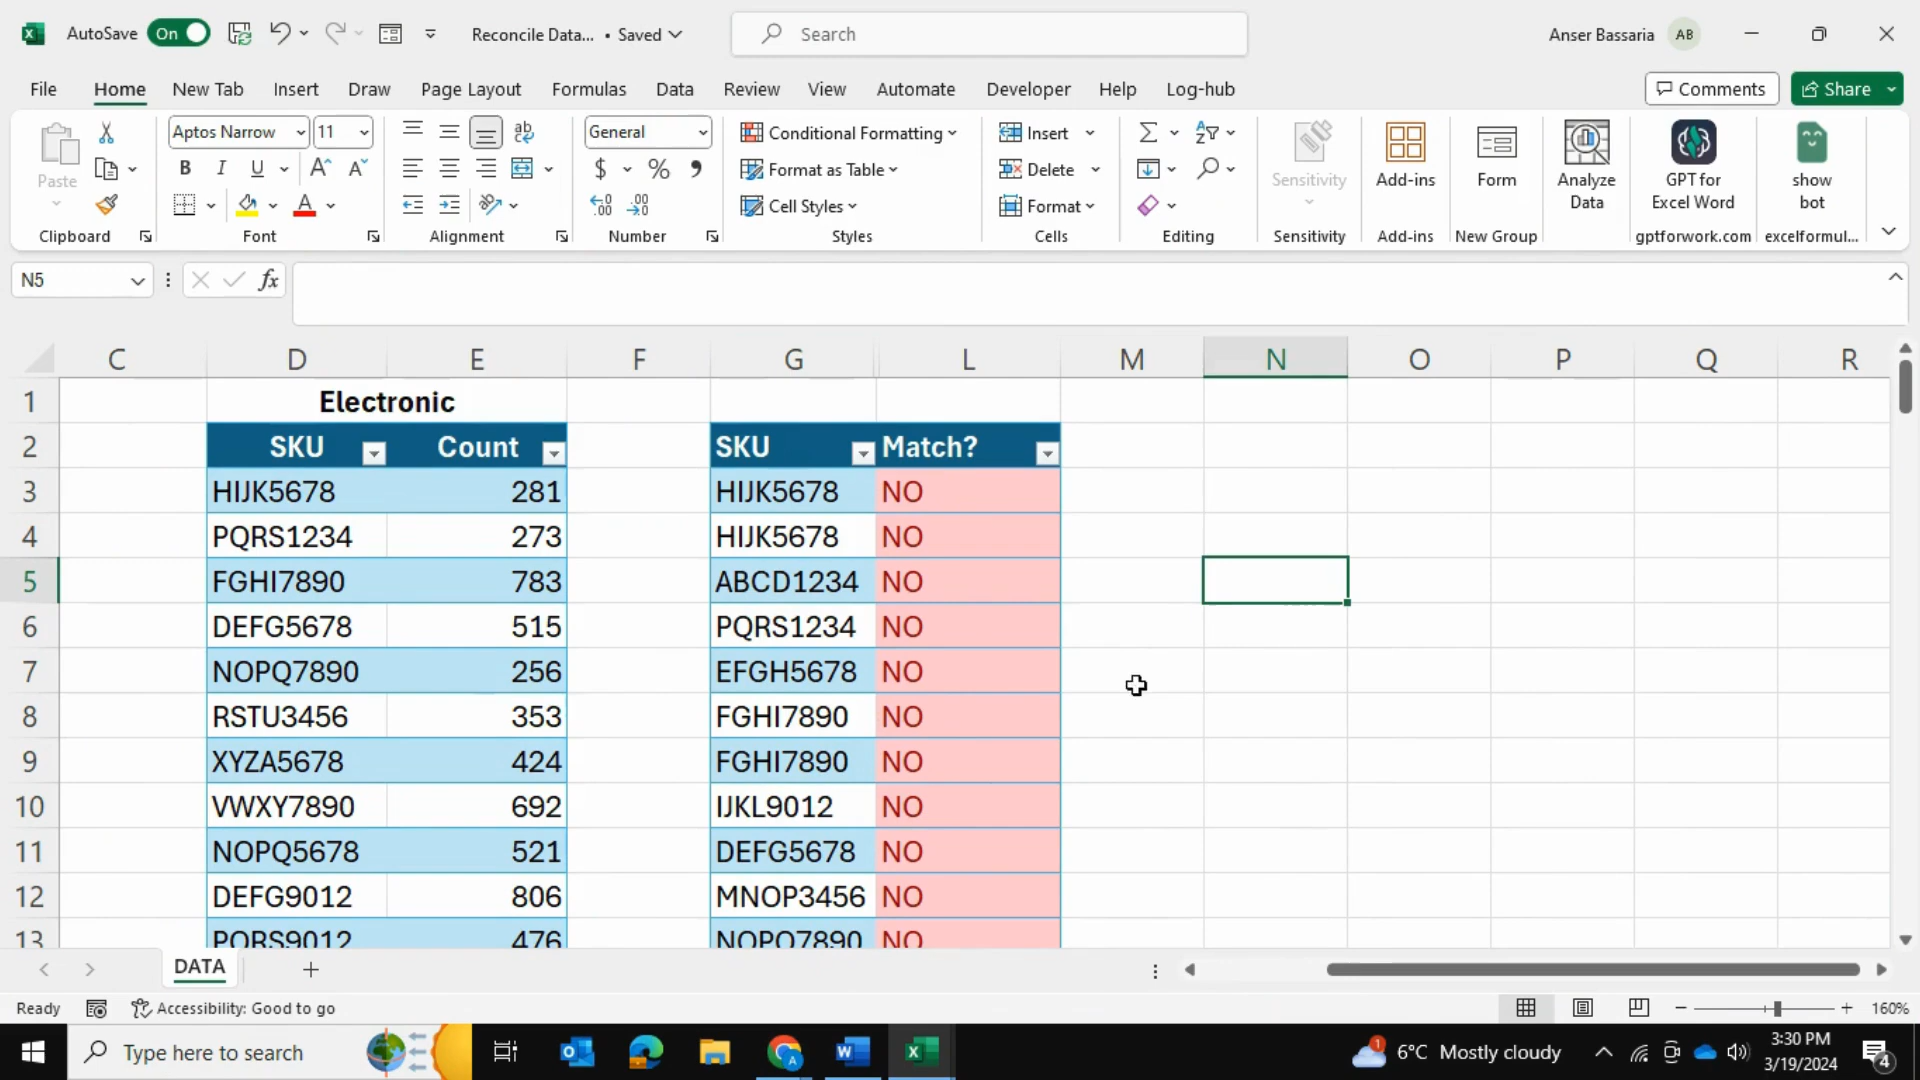 AutoSave On Reconcile Data... • Saved Search Anser Bassaria AB
File Home New Tab Insert Draw Page Layout Formulas Data Review View Automate Developer Help Log-hub Comments Share
Paste
Clipboard
Aptos Narrow 11
B I U A A
A
Font
ab
Alignment
General
$ % ,
Number
Conditional Formatting
Format as Table
Cell Styles
Styles
Insert
Delete
Format
Cells
Editing
Sensitivity
Sensitivity
Add-ins
Add-ins
Form
New Group
Analyze
Data
GPT for
Excel Word
gptforwork.com
show
bot
excelformul...
N5 fx
C D E F G L M N O P Q R
1 Electronic
2 SKU Count SKU Match?
3 HIJK5678 281 HIJK5678 NO
4 PQRS1234 273 HIJK5678 NO
5 FGHI7890 783 ABCD1234 NO
6 DEFG5678 515 PQRS1234 NO
7 NOPQ7890 256 EFGH5678 NO
8 RSTU3456 353 FGHI7890 NO
9 XYZA5678 424 FGHI7890 NO
10 VWXY7890 692 IJKL9012 NO
11 NOPQ5678 521 DEFG5678 NO
12 DEFG9012 806 MNOP3456 NO
13 PQRS9012 476 NOPQ7890 NO
DATA
Ready Accessibility: Good to go 160%
Type here to search 1 6°C Mostly cloudy 3:30 PM
3/19/2024 4